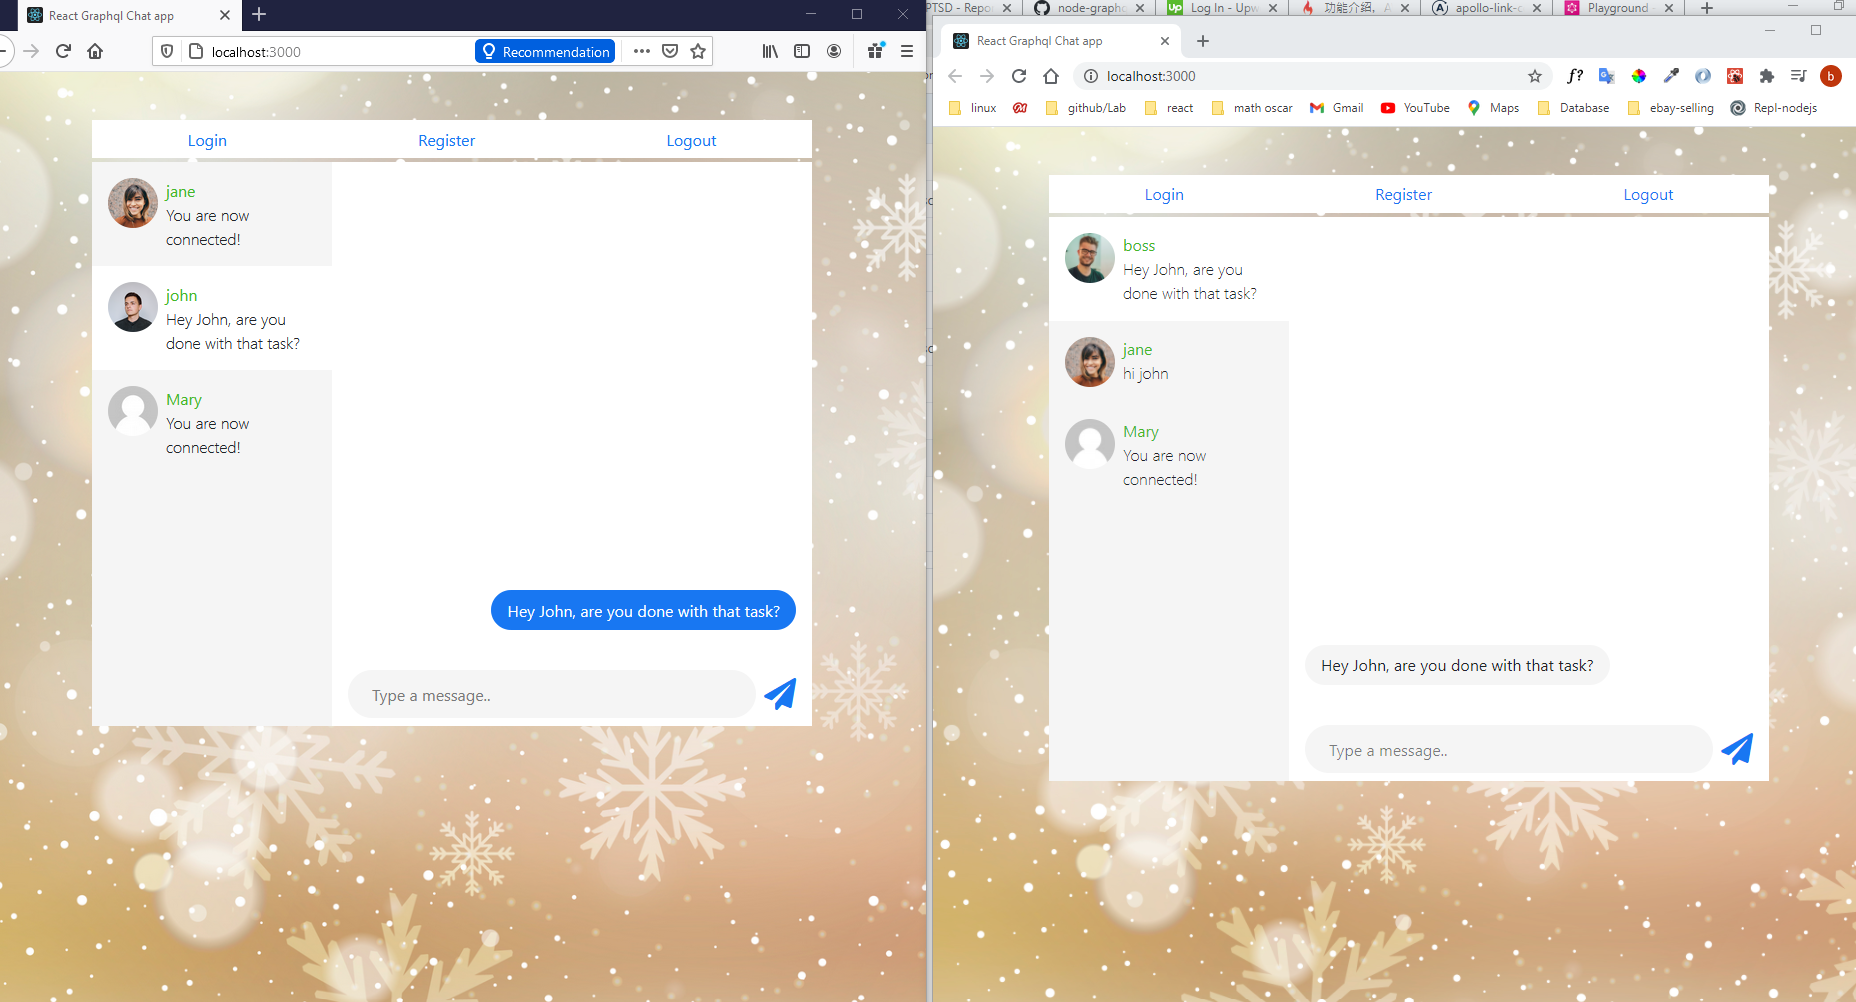 React Graphql Chat app
localhost:3000
Recommendation
Login
Register
Logout
jane
You are now
connected!
john
Hey John, are you
done with that task?
Mary
You are now
connected!
Hey John, are you done with that task?
Type a message..
PTSD - Repor
node-graphq
Up
Log In - Upw
功能介紹,
A
apollo-link-c
Playground -
React Graphql Chat app
localhost:3000
f?
b
linux
github/Lab
react
math oscar
Gmail
YouTube
Maps
Database
ebay-selling
Repl-nodejs
Login
Register
Logout
boss
Hey John, are you
done with that task?
jane
hi john
Mary
You are now
connected!
Hey John, are you done with that task?
Type a message..